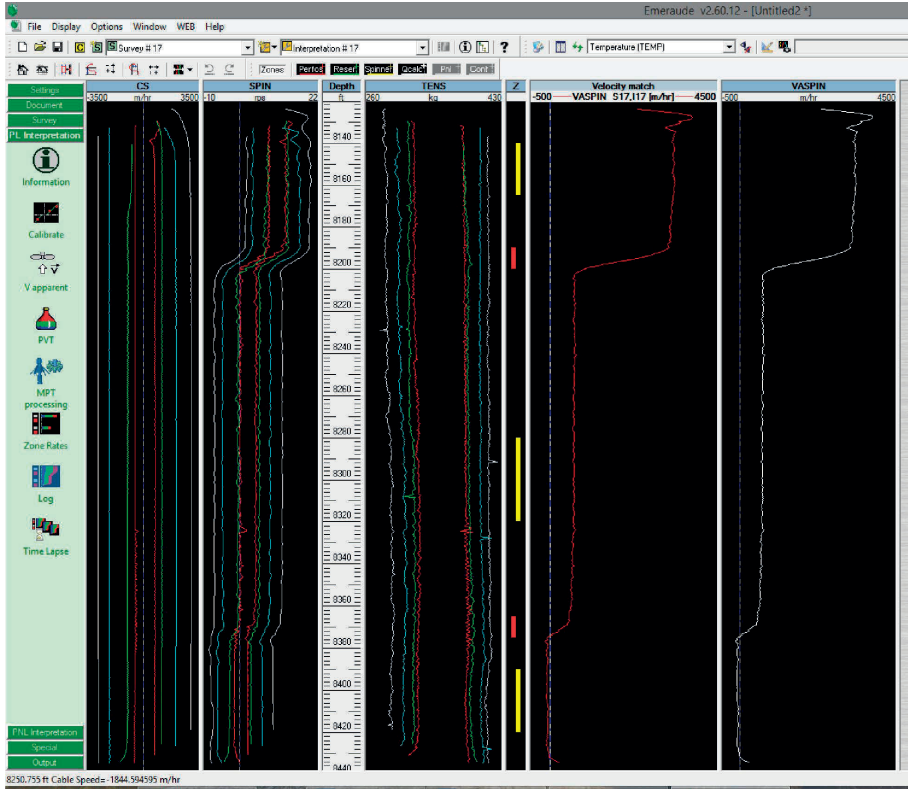 Emeraude v2.60.12 - [Untitled2 *]
File Display Options Window WEB Help
Survey # 17 Interpretation # 17 Temperature (TEMP)
Zones Perfos Reser Spinne Qcalc Phi Cont
Settings
Document
Survey
PL Interpretation
Information
Calibrate
V apparent
PVT
MPT
processing
Zone Rates
Log
Time Lapse
PNL Interpretation
Special
Output
CS SPIN Depth TENS Z Velocity match VASPIN
-3500 m/hr 3500 -10 rps 22 ft 260 kg 430 -500 VASPIN S17,I17 [m/hr] 4500 -500 m/hr 4500
8140
8160
8180
8200
8220
8240
8260
8280
8300
8320
8340
8360
8380
8400
8420
8440
8250.755 ft Cable Speed= -1844.594595 m/hr